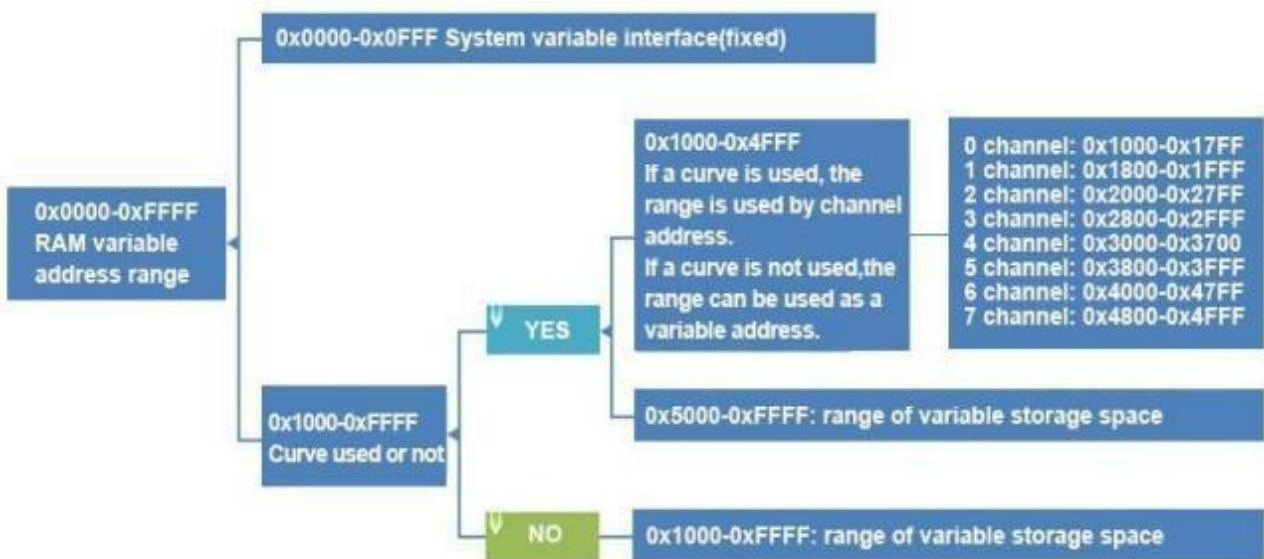 0x0000-0x0FFF System variable interface(fixed)
0x0000-0xFFFF
RAM variable
address range
0x1000-0x4FFF
If a curve is used, the
range is used by channel
address.
If a curve is not used,the
range can be used as a
variable address.
0 channel: 0x1000-0x17FF
1 channel: 0x1800-0x1FFF
2 channel: 0x2000-0x27FF
3 channel: 0x2800-0x2FFF
4 channel: 0x3000-0x3700
5 channel: 0x3800-0x3FFF
6 channel: 0x4000-0x47FF
7 channel: 0x4800-0x4FFF
YES
0x1000-0xFFFF
Curve used or not
0x5000-0xFFFF: range of variable storage space
NO
0x1000-0xFFFF: range of variable storage space